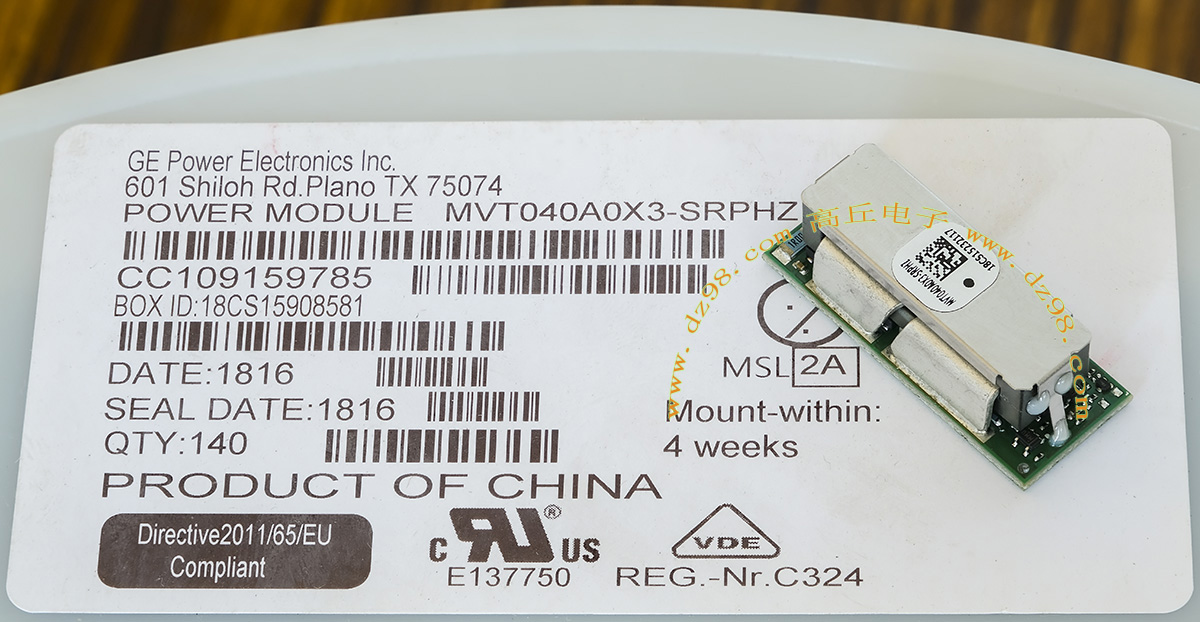 GE Power Electronics Inc.
601 Shiloh Rd.Plano TX 75074
POWER MODULE MVT040A0X3-SRPHZ
CC109159785
BOX ID:18CS15908581
DATE:1816
SEAL DATE:1816
QTY:140
PRODUCT OF CHINA
Directive2011/65/EU
Compliant
C UR® US
E137750
VDE
REG.-Nr.C324
MSL 2A
Mount-within:
4 weeks
www.dz98.com 高丘电子 www.dz98.com